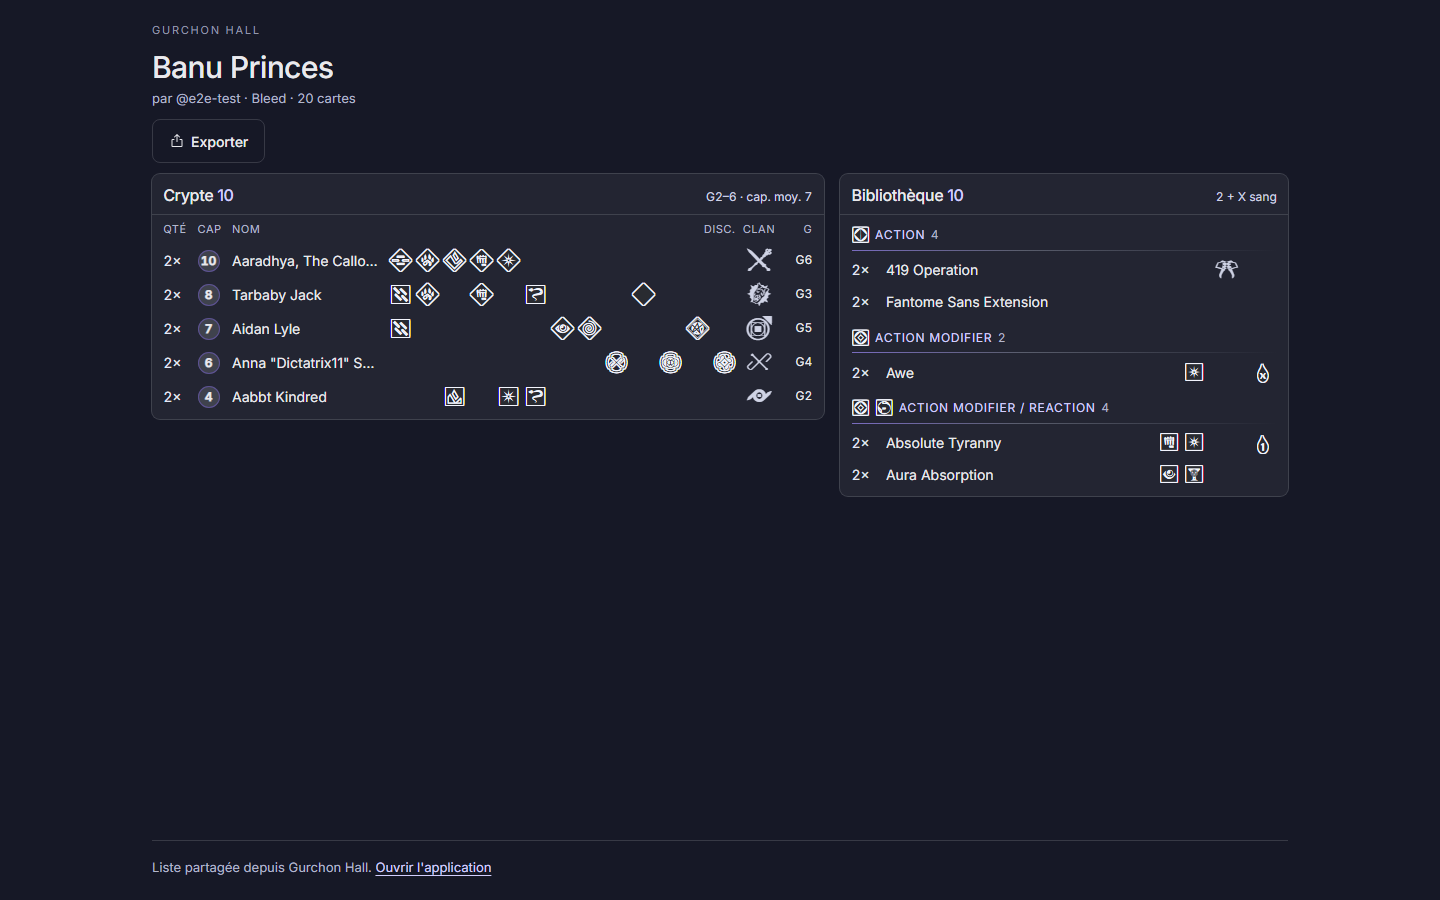 GURCHON HALL
Banu Princes
par @e2e-test · Bleed · 20 cartes
Exporter
Crypte 10
G2–6 · cap. moy. 7
QTÉ CAP NOM DISC. CLAN G
2× 10 Aaradhya, The Callo... G6
2× 8 Tarbaby Jack G3
2× 7 Aidan Lyle G5
2× 6 Anna "Dictatrix11" S... G4
2× 4 Aabbt Kindred G2
Bibliothèque 10
2 + X sang
ACTION 4
2× 419 Operation
2× Fantome Sans Extension
ACTION MODIFIER 2
2× Awe X
ACTION MODIFIER / REACTION 4
2× Absolute Tyranny 1
2× Aura Absorption
Liste partagée depuis Gurchon Hall. Ouvrir l'application